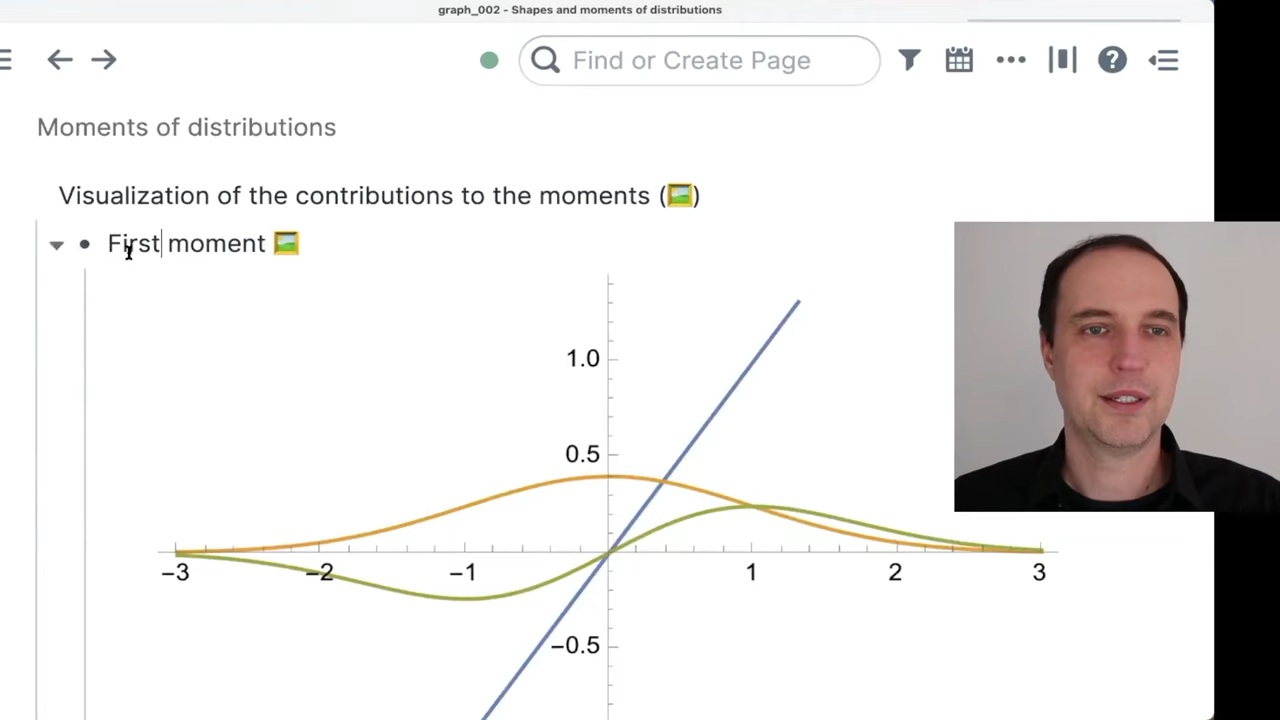 graph_002 - Shapes and moments of distributions
Find or Create Page
Moments of distributions
Visualization of the contributions to the moments (🖼️)
First moment 🖼️
1.0
0.5
−3 −2 −1 1 2 3
−0.5